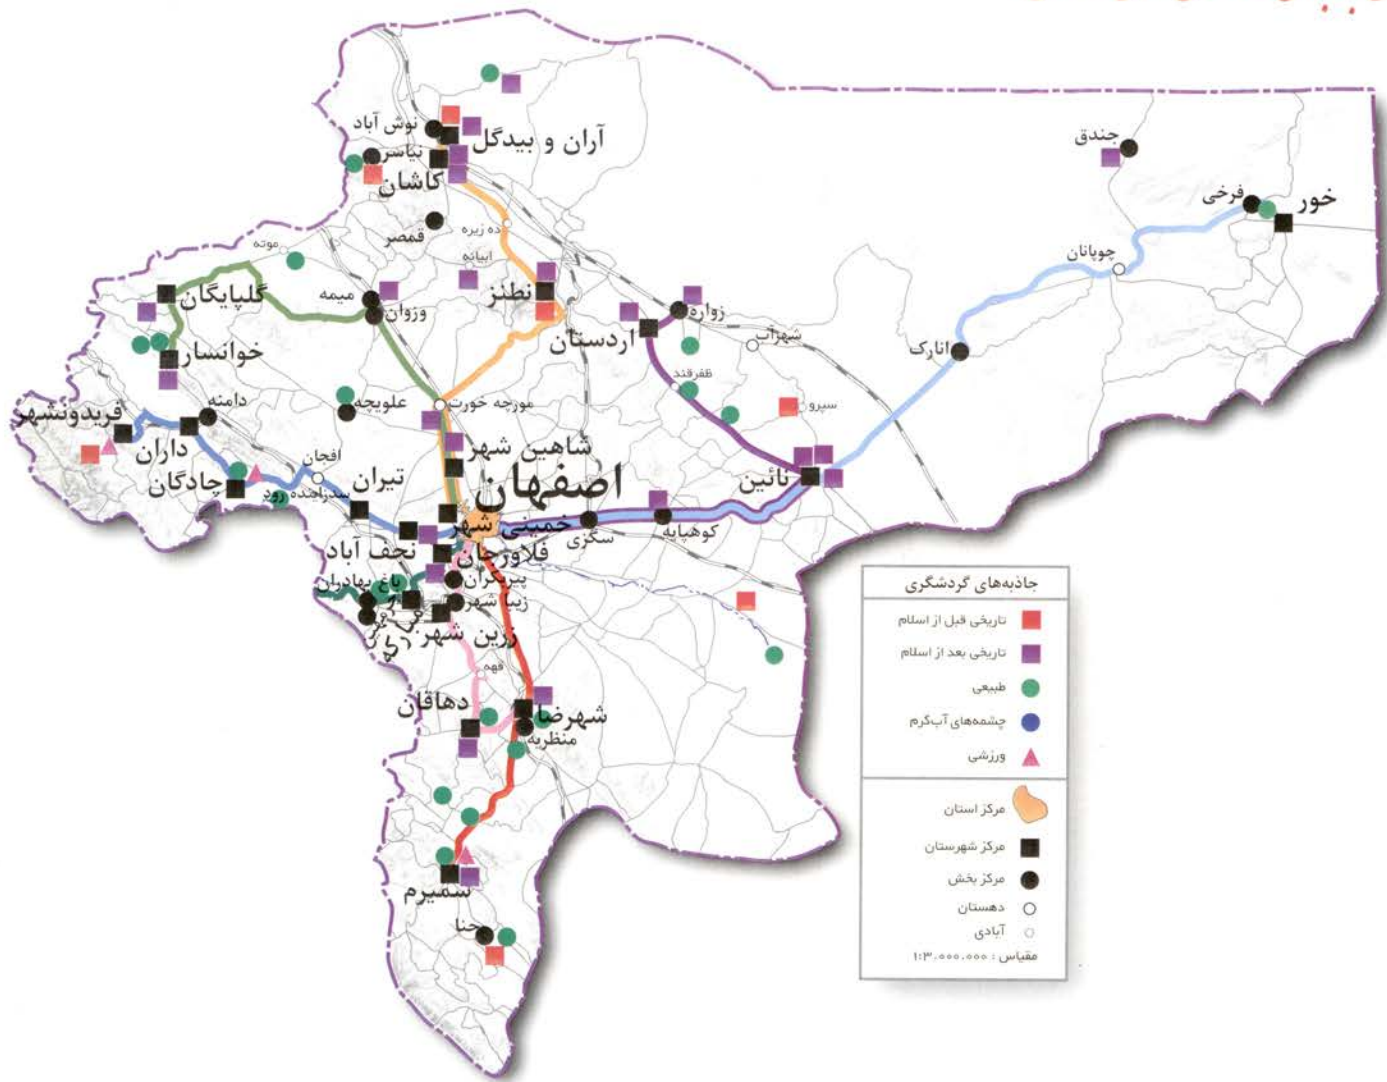 نوش آباد
آران و بیدگل
نیاسر
کاشان
قمصر
ده زیره
موته
ابیانه
نطنز
میمه
وزوان
گلپایگان
خوانسار
زواره
اردستان
شهراب
ظفرقند
سپرو
جندق
فرخی
خور
چوپانان
انارک
علویچه
مورچه خورت
دامنه
فریدونشهر
داران
افجان
چادگان
تیران
شاهین شهر
اصفهان
نائین
خمینی شهر
سگزی
کوهپایه
نجف آباد
فلاورجان
باغ بهادران
پیربکران
زیبا شهر
زرین شهر
قهه
دهاقان
شهرضا
منظریه
سمیرم
حنا
جاذبه‌های گردشگری
تاریخی قبل از اسلام
تاریخی بعد از اسلام
طبیعی
چشمه‌های آب‌گرم
ورزشی
مرکز استان
مرکز شهرستان
مرکز بخش
دهستان
آبادی
مقیاس : ۱:۳.۰۰۰.۰۰۰